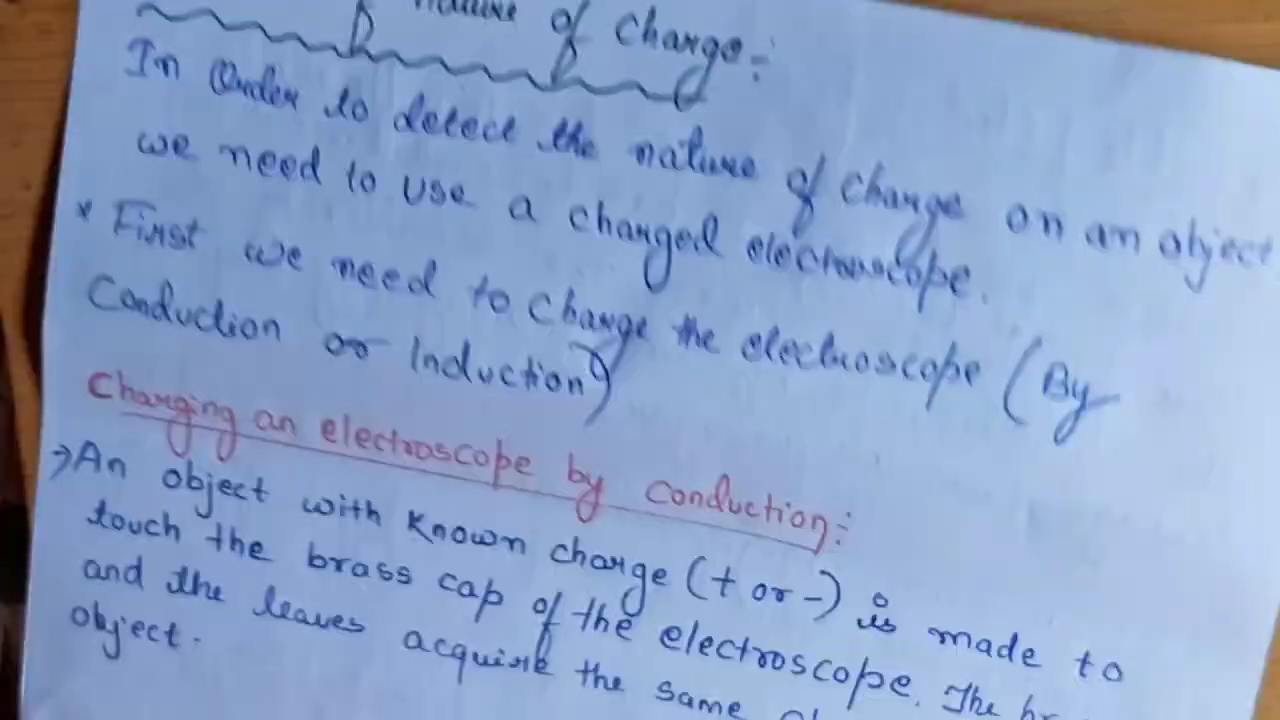 nature of charge:-
In Order to detect the nature of charge on an object
we need to use a charged electroscope.
* First we need to charge the electroscope (By
Conduction or Induction)
Charging an electroscope by conduction:-
→ An object with known charge (+ or -) is made to
touch the brass cap of the electroscope. The
and the leaves acquire the same
object.